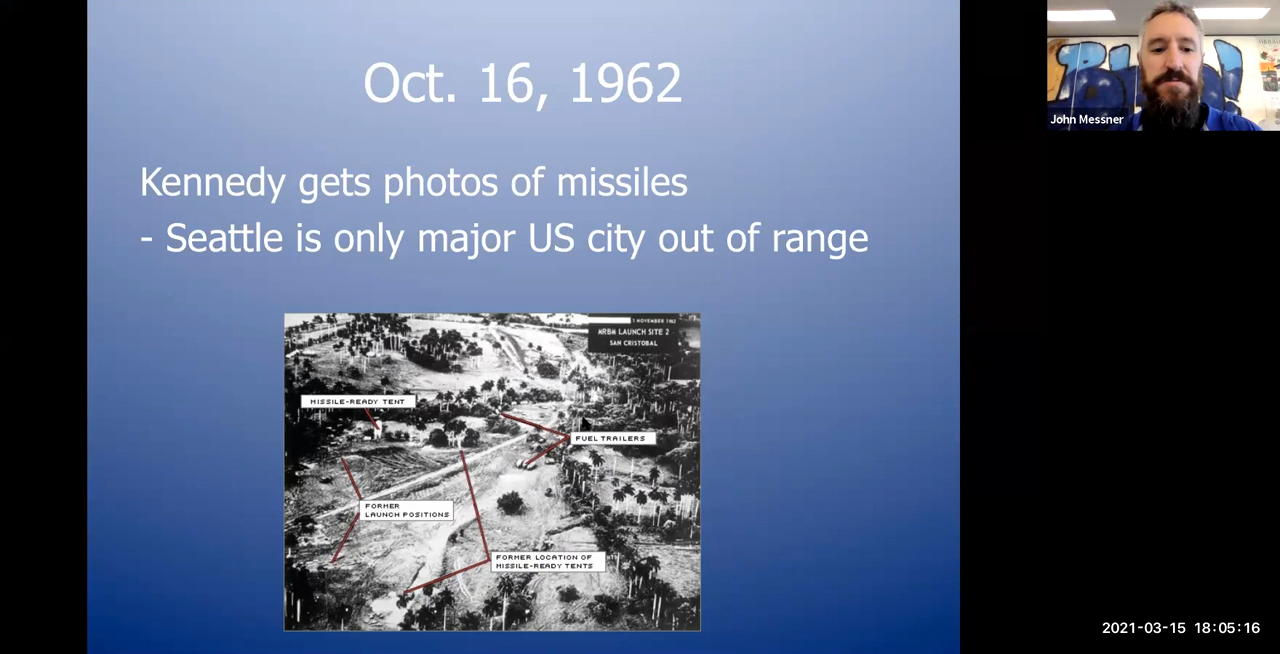 Oct. 16, 1962
Kennedy gets photos of missiles
- Seattle is only major US city out of range
1 NOVEMBER 1962
MRBM LAUNCH SITE 2
SAN CRISTOBAL
MISSILE-READY TENT
FUEL TRAILERS
FORMER
LAUNCH POSITIONS
FORMER LOCATION OF
MISSILE-READY TENTS
John Messner
2021-03-15 18:05:16